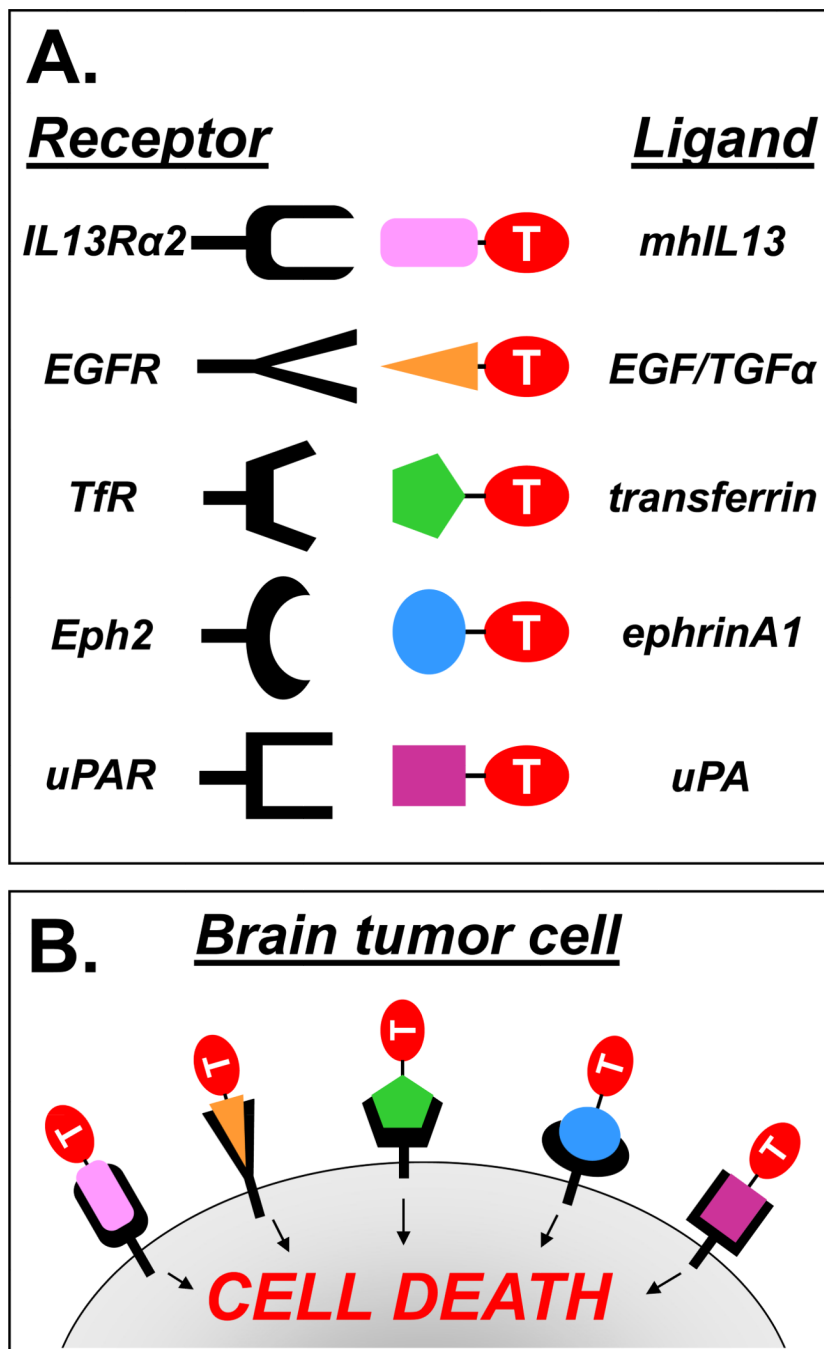 A.
Receptor Ligand
IL13Rα2 T mhIL13
EGFR T EGF/TGFα
TfR T transferrin
Eph2 T ephrinA1
uPAR T uPA
B. Brain tumor cell
T T T T T
CELL DEATH